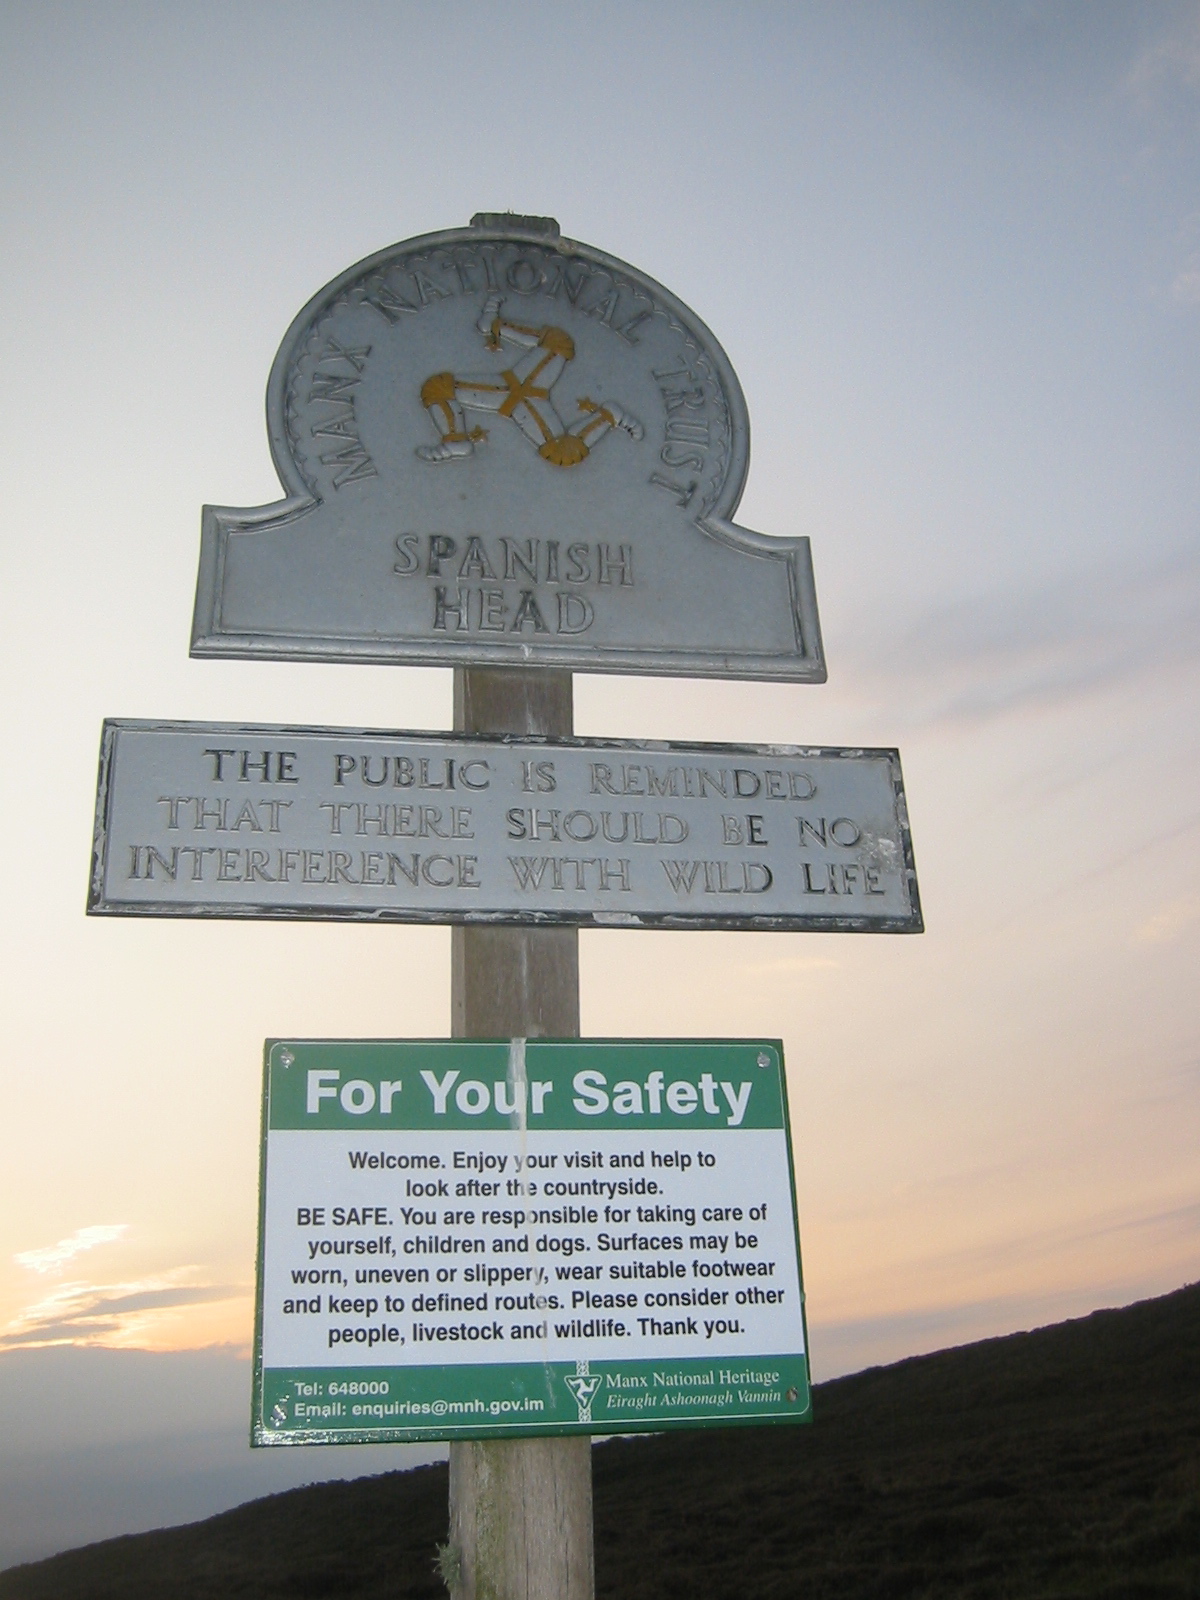 MANX NATIONAL TRUST
SPANISH
HEAD
THE PUBLIC IS REMINDED
THAT THERE SHOULD BE NO
INTERFERENCE WITH WILD LIFE
For Your Safety
Welcome. Enjoy your visit and help to
look after the countryside.
BE SAFE. You are responsible for taking care of
yourself, children and dogs. Surfaces may be
worn, uneven or slippery, wear suitable footwear
and keep to defined routes. Please consider other
people, livestock and wildlife. Thank you.
Tel: 648000
Email: enquiries@mnh.gov.im
Manx National Heritage
Eiraght Ashoonagh Vannin